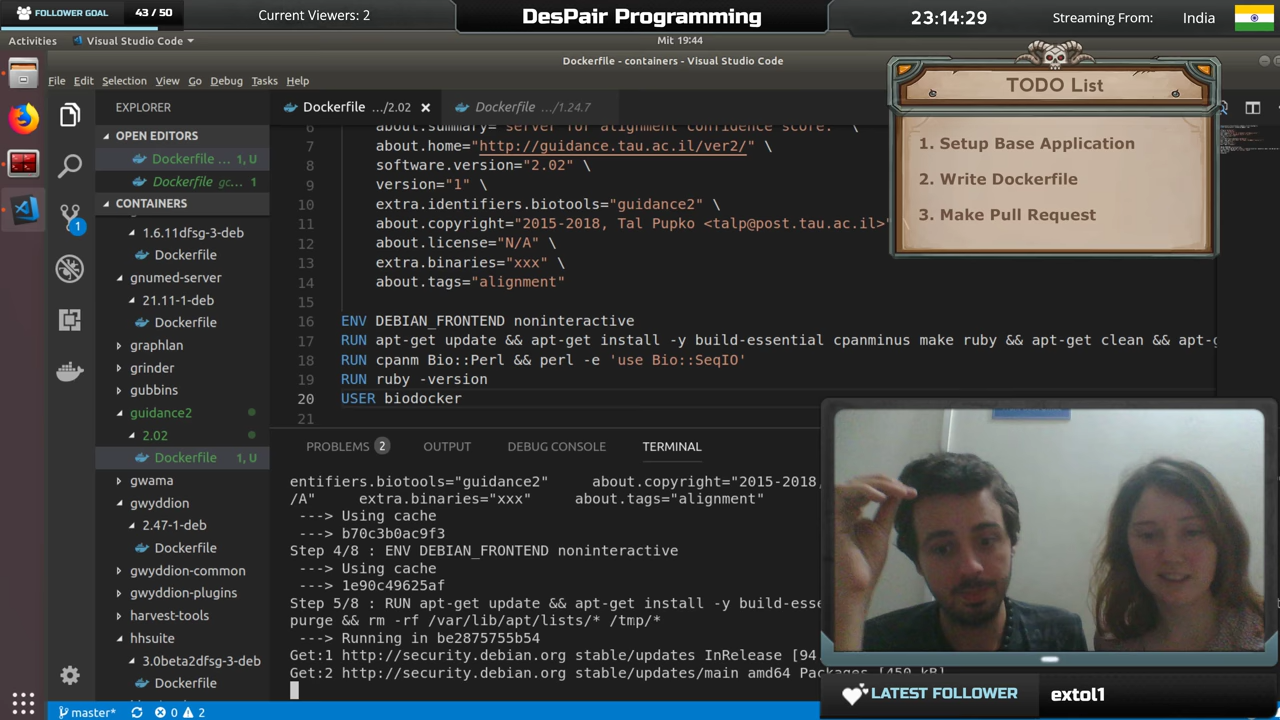 FOLLOWER GOAL
43 / 50
Current Viewers: 2
DesPair Programming
23:14:29
Streaming From:
India
Activities
Visual Studio Code
Mit 19:44
Dockerfile - containers - Visual Studio Code
File Edit Selection View Go Debug Tasks Help
TODO List
1. Setup Base Application
2. Write Dockerfile
3. Make Pull Request
EXPLORER
OPEN EDITORS
Dockerfile ... 1, U
Dockerfile gc... 1
CONTAINERS
1.6.11dfsg-3-deb
Dockerfile
gnumed-server
21.11-1-deb
Dockerfile
graphlan
grinder
gubbins
guidance2
2.02
Dockerfile 1, U
gwama
gwyddion
2.47-1-deb
Dockerfile
gwyddion-common
gwyddion-plugins
harvest-tools
hhsuite
3.0beta2dfsg-3-deb
Dockerfile
1
Dockerfile .../2.02
Dockerfile .../1.24.7
6 about.summary="server for alignment confidence score." \
7 about.home="http://guidance.tau.ac.il/ver2/" \
8 software.version="2.02" \
9 version="1" \
10 extra.identifiers.biotools="guidance2" \
11 about.copyright="2015-2018, Tal Pupko <talp@post.tau.ac.il>"
12 about.license="N/A" \
13 extra.binaries="xxx" \
14 about.tags="alignment"
15
16 ENV DEBIAN_FRONTEND noninteractive
17 RUN apt-get update && apt-get install -y build-essential cpanminus make ruby && apt-get clean && apt-g
18 RUN cpanm Bio::Perl && perl -e 'use Bio::SeqIO'
19 RUN ruby -version
20 USER biodocker
21
PROBLEMS 2 OUTPUT DEBUG CONSOLE TERMINAL
entifiers.biotools="guidance2" about.copyright="2015-2018,
/A" extra.binaries="xxx" about.tags="alignment"
---> Using cache
---> b70c3b0ac9f3
Step 4/8 : ENV DEBIAN_FRONTEND noninteractive
---> Using cache
---> 1e90c49625af
Step 5/8 : RUN apt-get update && apt-get install -y build-esse
purge && rm -rf /var/lib/apt/lists/* /tmp/*
---> Running in be2875755b54
Get:1 http://security.debian.org stable/updates InRelease [94
Get:2 http://security.debian.org stable/updates/main amd64 Packages [450 kB]
LATEST FOLLOWER
extol1
master* 0 2